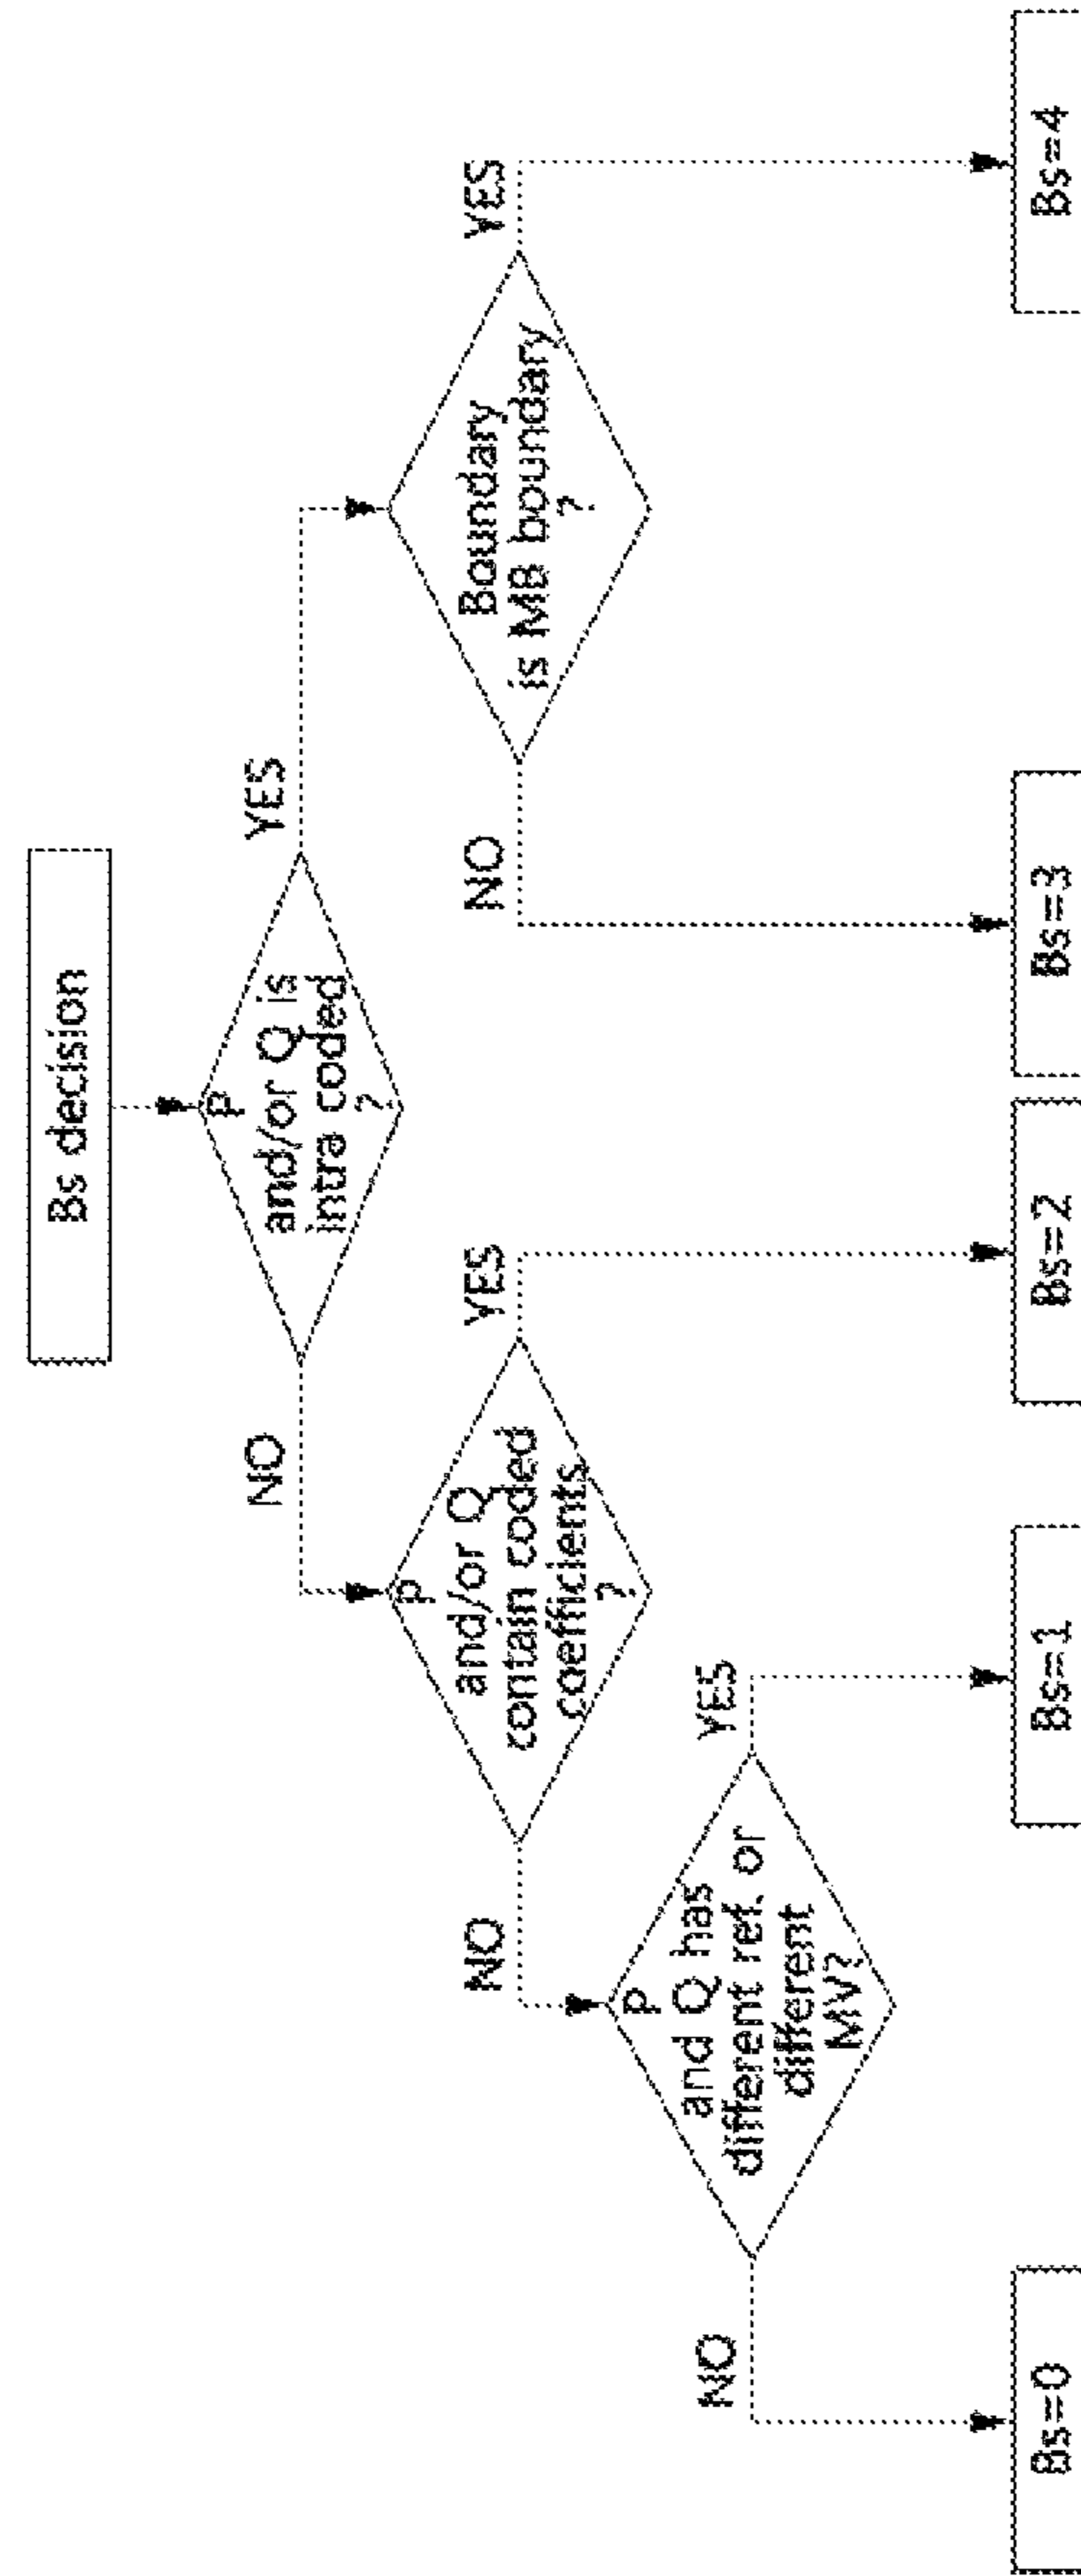 Bs decision
P
and/or Q is
intra coded
?
NO
YES
P
and/or Q
contain coded
coefficients
?
Boundary
is MB boundary
?
NO
YES
NO
YES
P
and Q has
different ref. or
different
MV?
NO
YES
Bs=0
Bs=1
Bs=2
Bs=3
Bs=4